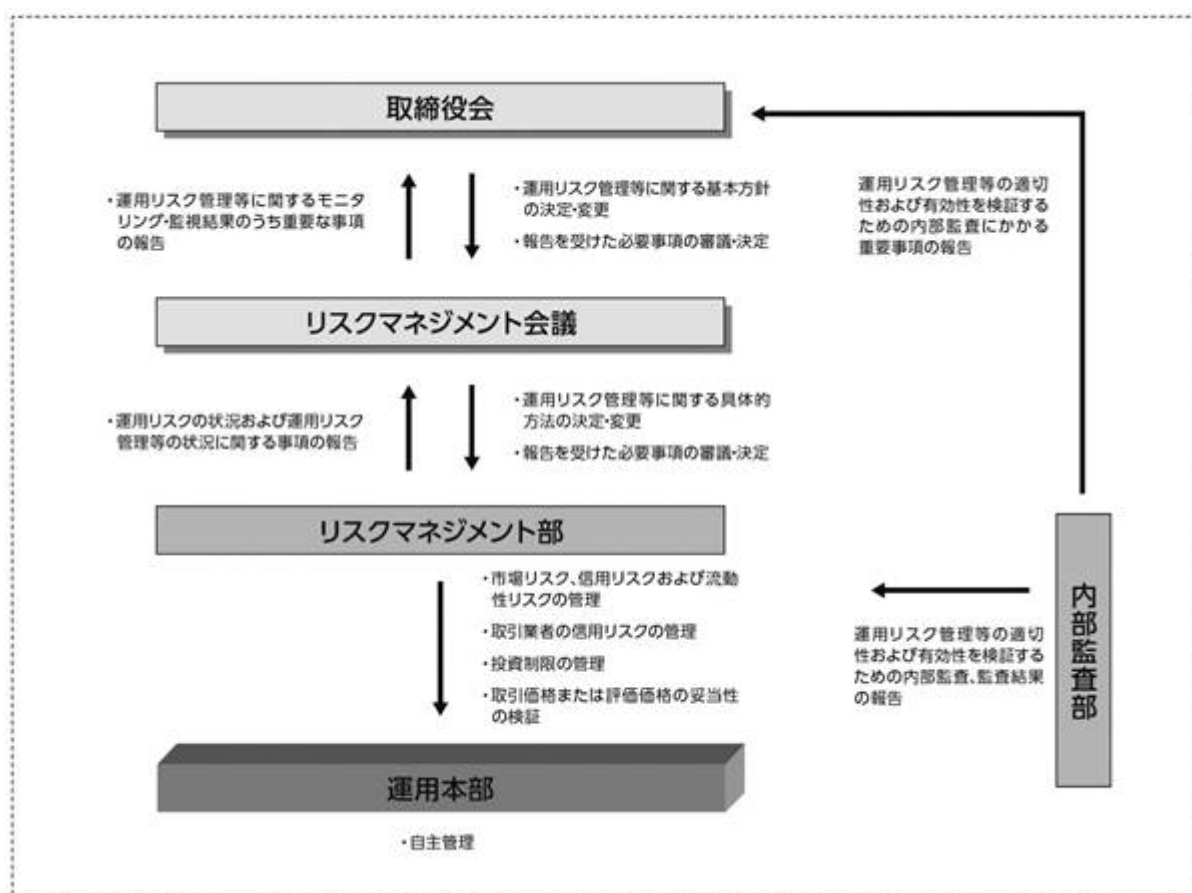 取締役会
・運用リスク管理等に関するモニタ
リング・監視結果のうち重要な事項
の報告
・運用リスク管理等に関する基本方針
の決定・変更
・報告を受けた必要事項の審議・決定
運用リスク管理等の適切
性および有効性を検証する
ための内部監査にかかる
重要事項の報告
リスクマネジメント会議
・運用リスクの状況および運用リスク
管理等の状況に関する事項の報告
・運用リスク管理等に関する具体的
方法の決定・変更
・報告を受けた必要事項の審議・決定
リスクマネジメント部
・市場リスク、信用リスクおよび流動
性リスクの管理
・取引業者の信用リスクの管理
・投資制限の管理
・取引価格または評価価格の妥当性
の検証
運用リスク管理等の適切
性および有効性を検証する
ための内部監査、監査結果
の報告
内部監査部
運用本部
・自主管理